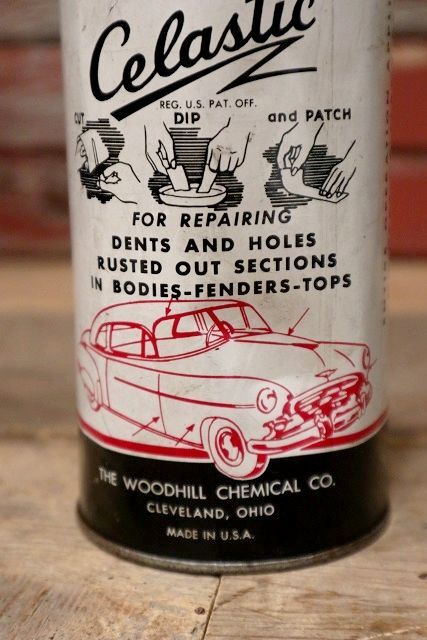 Celastic
REG. U.S. PAT. OFF.
CUT DIP and PATCH
FOR REPAIRING
DENTS AND HOLES
RUSTED OUT SECTIONS
IN BODIES-FENDERS-TOPS
THE WOODHILL CHEMICAL CO.
CLEVELAND, OHIO
MADE IN U.S.A.